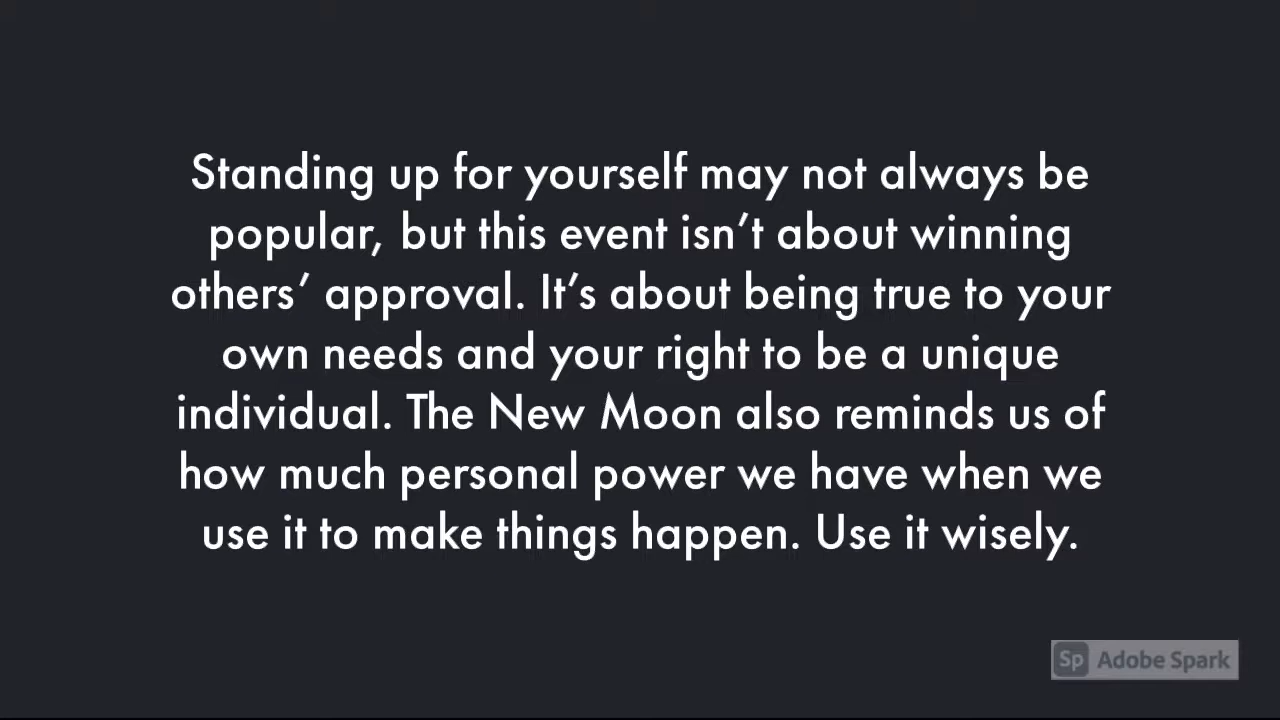 Standing up for yourself may not always be
popular, but this event isn’t about winning
others’ approval. It’s about being true to your
own needs and your right to be a unique
individual. The New Moon also reminds us of
how much personal power we have when we
use it to make things happen. Use it wisely.
Sp Adobe Spark